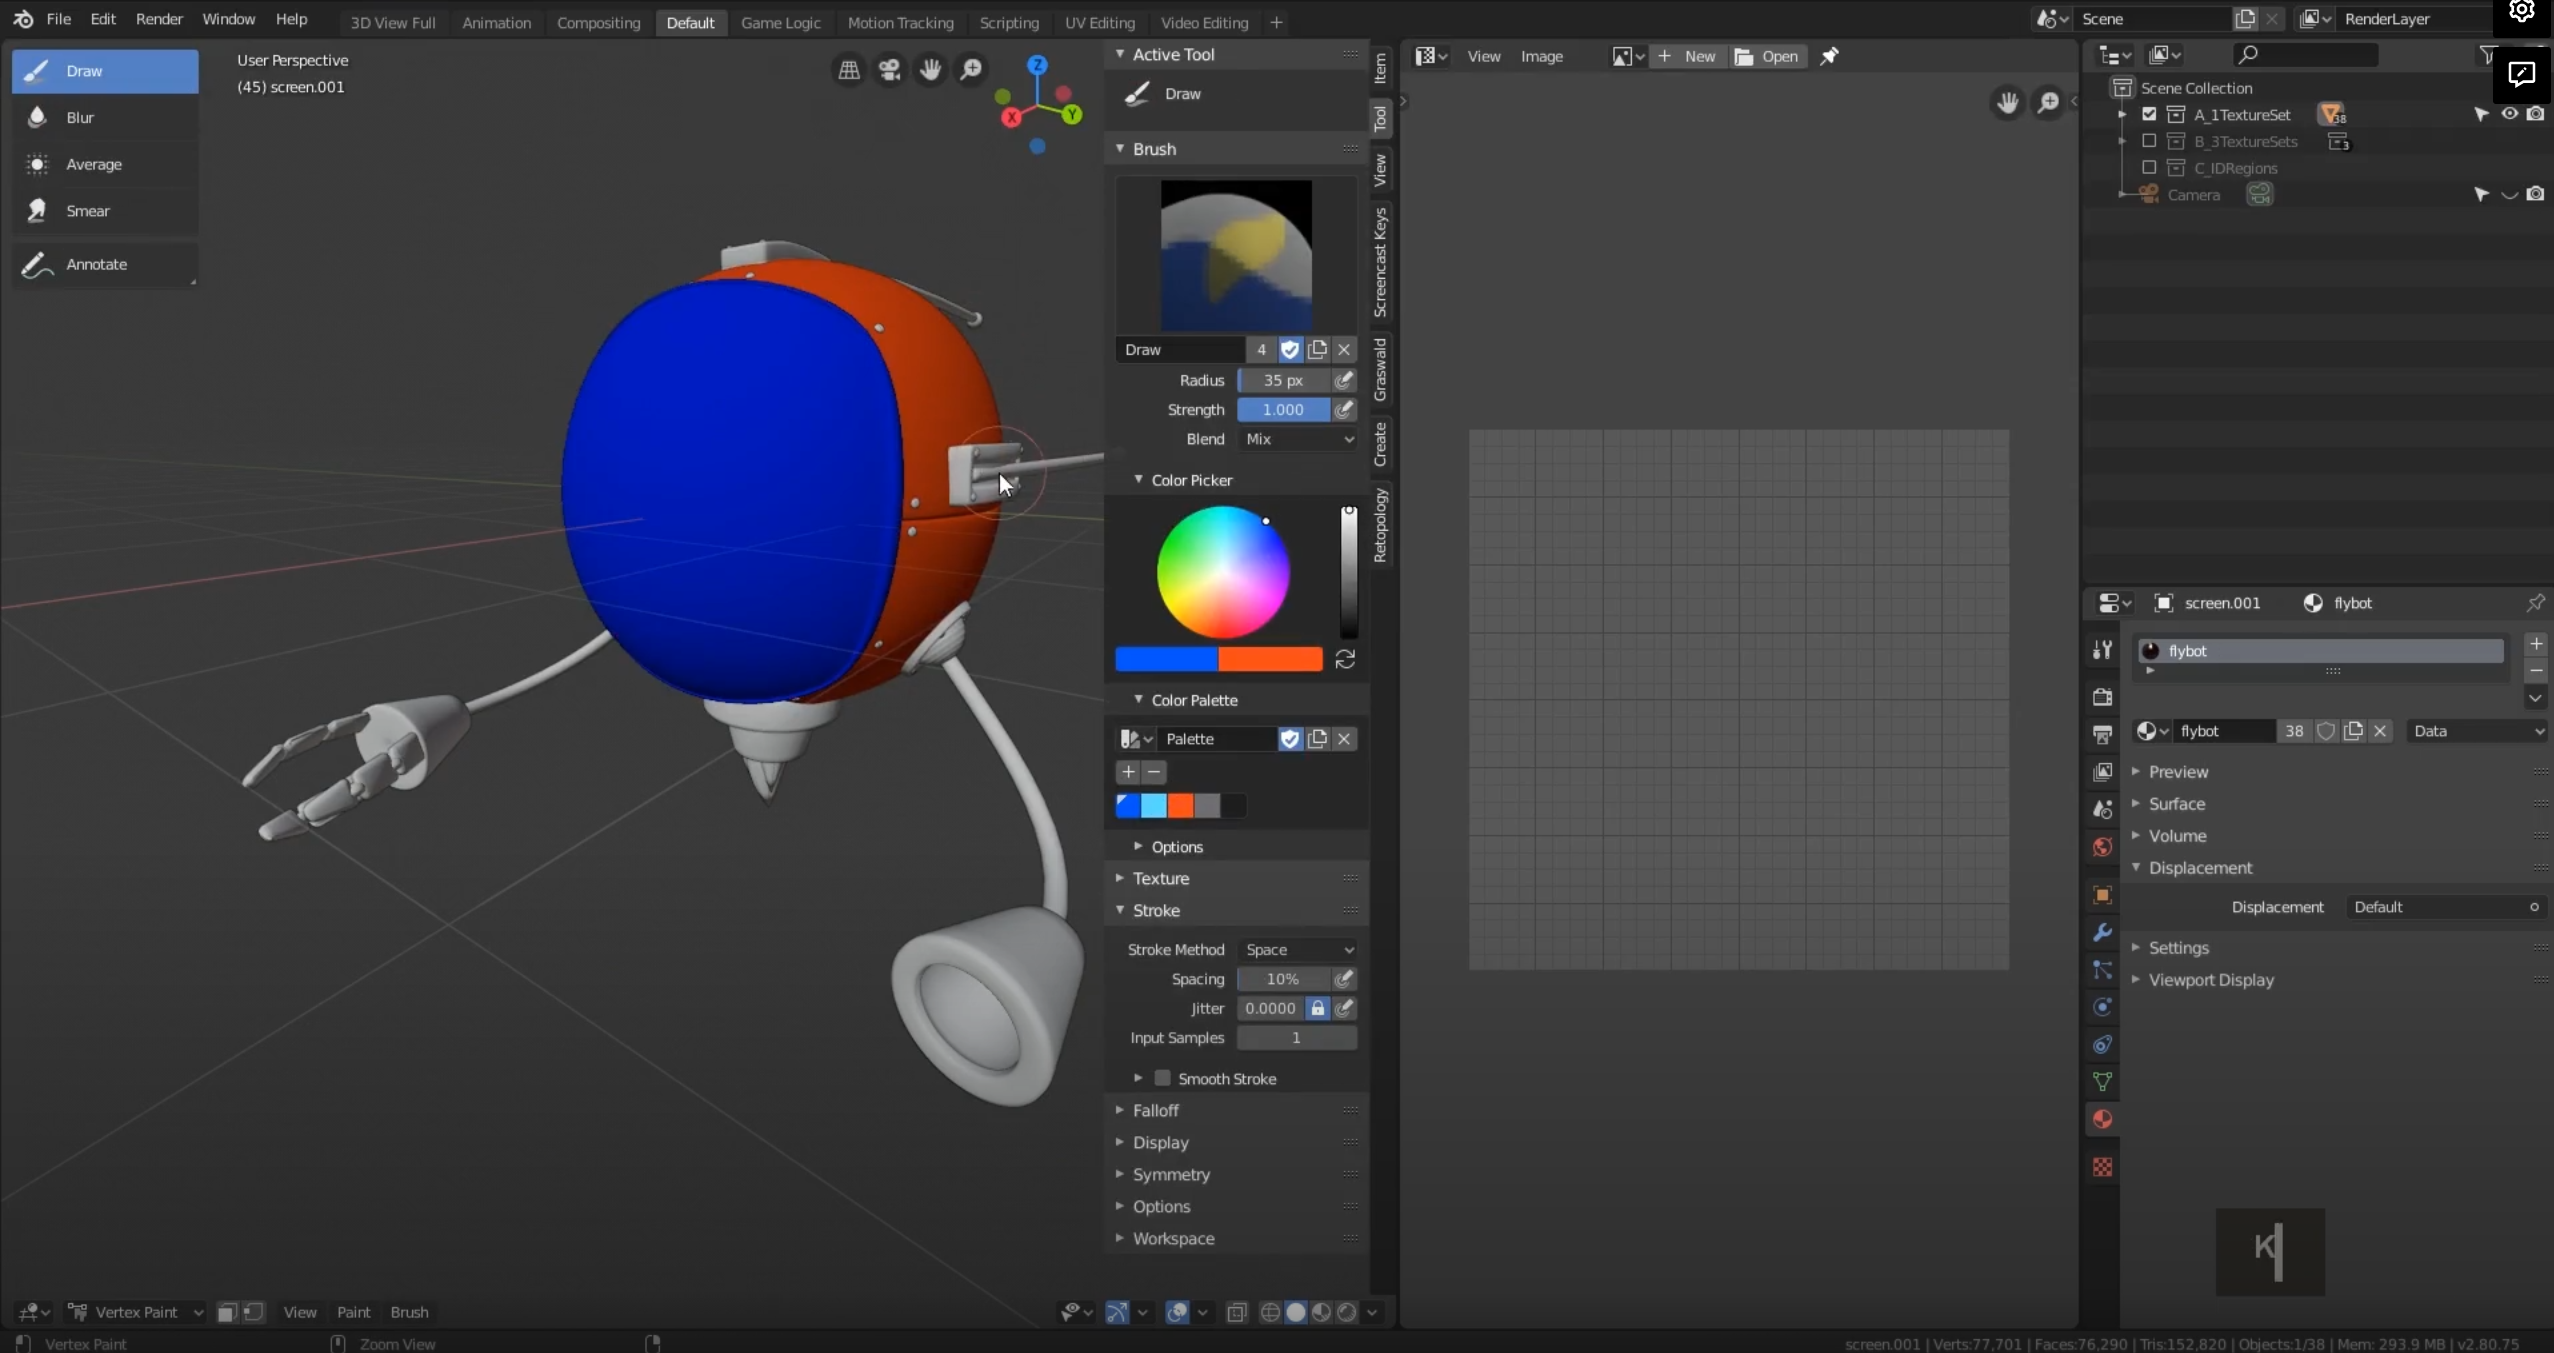 File Edit Render Window Help 3D View Full Animation Compositing Default Game Logic Motion Tracking Scripting UV Editing Video Editing + Scene RenderLayer
Draw
Blur
Average
Smear
Annotate
User Perspective
(45) screen.001
Z
X
Y
Active Tool
Draw
Brush
Draw 4
Radius 35 px
Strength 1.000
Blend Mix
Color Picker
Color Palette
Palette
Options
Texture
Stroke
Stroke Method Space
Spacing 10%
Jitter 0.0000
Input Samples 1
Smooth Stroke
Falloff
Display
Symmetry
Options
Workspace
Item
Tool
View
Screencast Keys
Graswald
Create
Retopology
View Image + New Open
Scene Collection
A_1TextureSet 38
B_3TextureSets 3
C_IDRegions
Camera
screen.001 flybot
flybot
flybot 38 Data
Preview
Surface
Volume
Displacement
Displacement Default
Settings
Viewport Display
K
Vertex Paint View Paint Brush
Vertex Paint Zoom View
screen.001 | Verts:77,701 | Faces:76,290 | Tris:152,820 | Objects:1/38 | Mem: 293.9 MB | v2.80.75